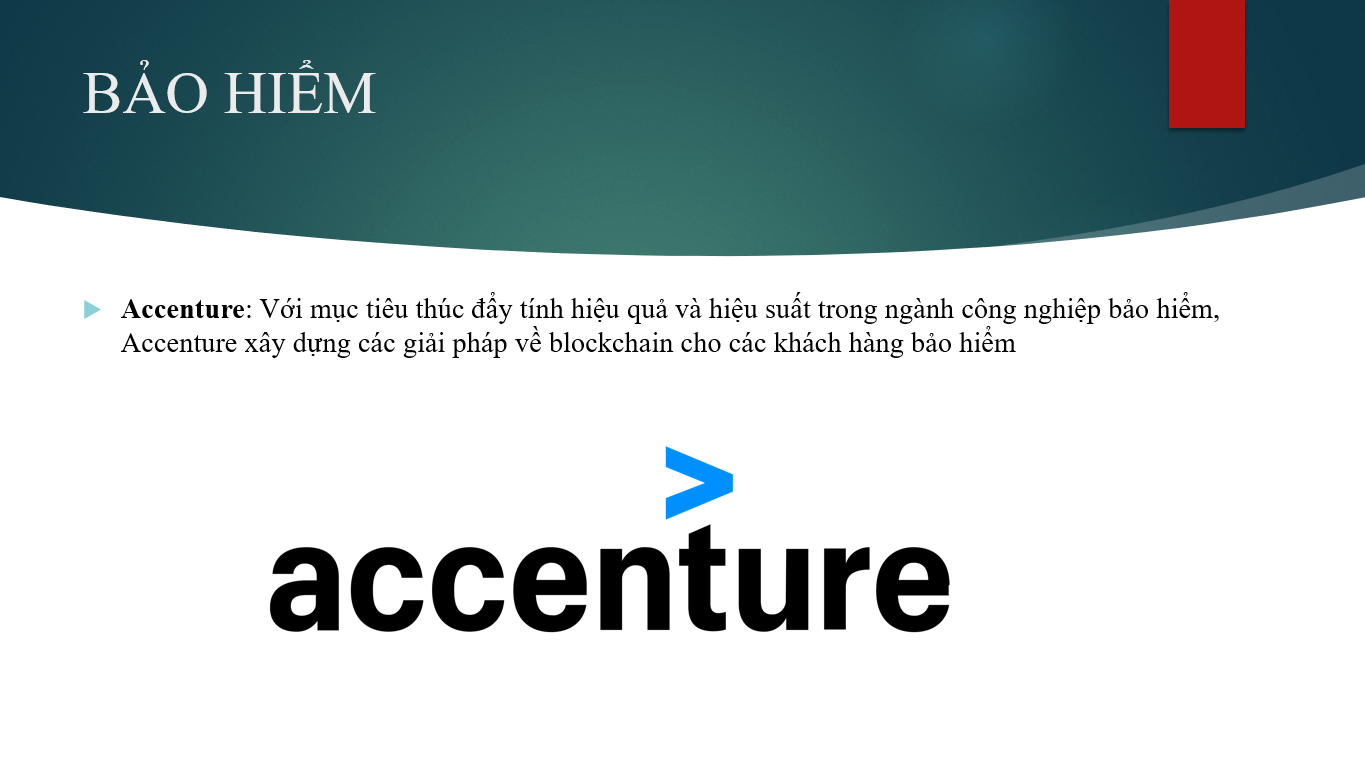 BẢO HIỂM
Accenture: Với mục tiêu thúc đẩy tính hiệu quả và hiệu suất trong ngành công nghiệp bảo hiểm,
Accenture xây dựng các giải pháp về blockchain cho các khách hàng bảo hiểm
>
accenture